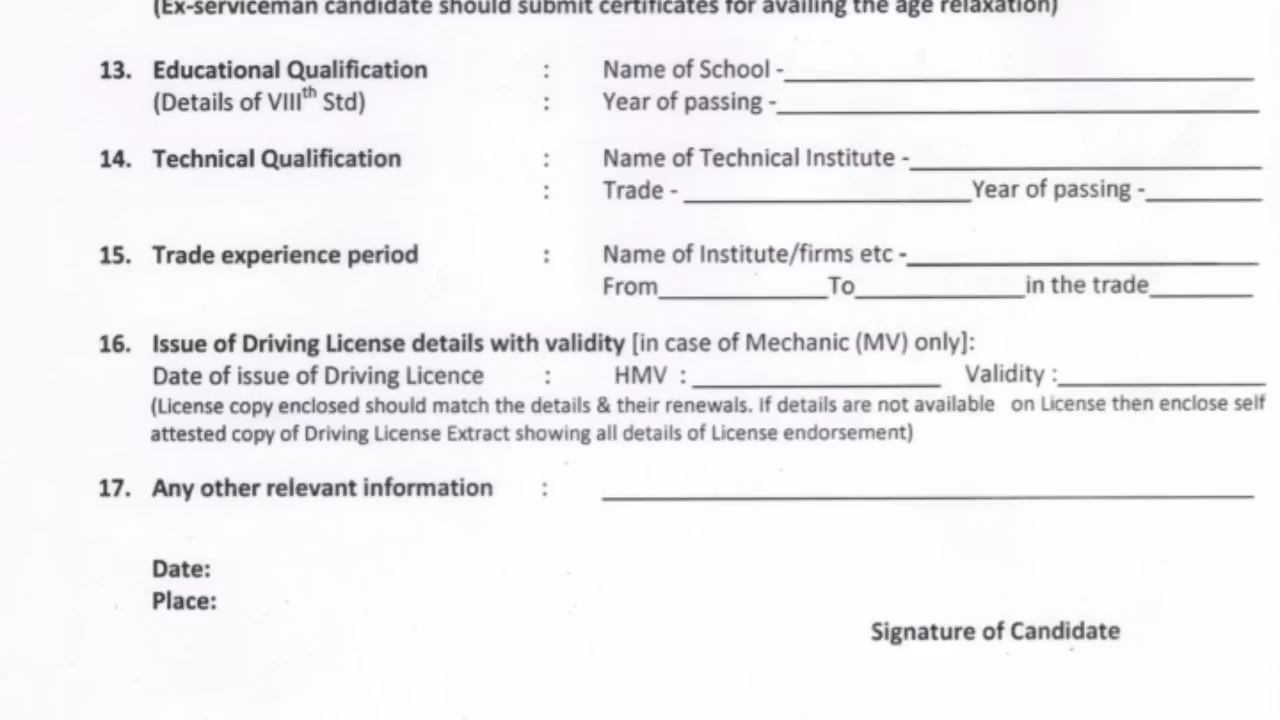 (Ex-serviceman candidate should submit certificates for availing the age relaxation)
13. Educational Qualification : Name of School -
(Details of VIIIth Std) : Year of passing -
14. Technical Qualification : Name of Technical Institute -
: Trade - Year of passing -
15. Trade experience period : Name of Institute/firms etc -
From To in the trade
16. Issue of Driving License details with validity [in case of Mechanic (MV) only]:
Date of issue of Driving Licence : HMV : Validity :
(License copy enclosed should match the details & their renewals. If details are not available on License then enclose self
attested copy of Driving License Extract showing all details of License endorsement)
17. Any other relevant information :
Date:
Place:
Signature of Candidate